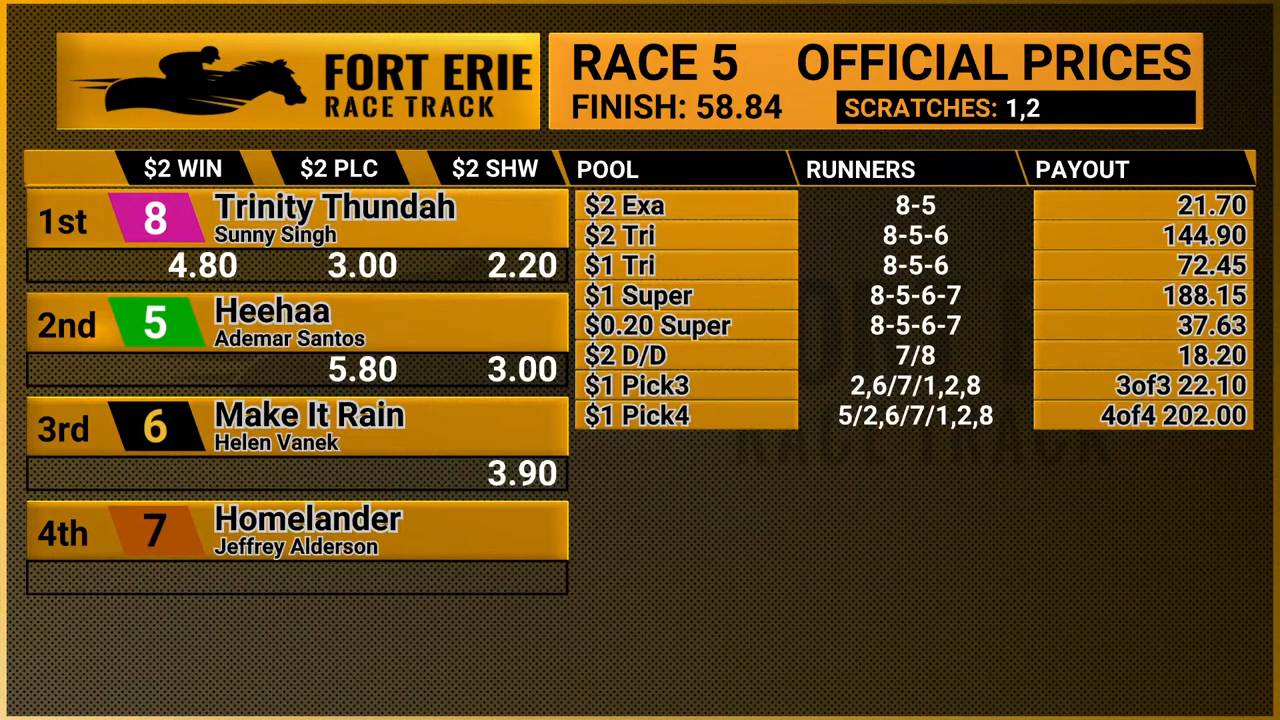 FORT ERIE
RACE TRACK
RACE 5 OFFICIAL PRICES
FINISH: 58.84 SCRATCHES: 1,2
$2 WIN $2 PLC $2 SHW
1st 8 Trinity Thundah
Sunny Singh
4.80 3.00 2.20
2nd 5 Heehaa
Ademar Santos
5.80 3.00
3rd 6 Make It Rain
Helen Vanek
3.90
4th 7 Homelander
Jeffrey Alderson
POOL RUNNERS PAYOUT
$2 Exa 8-5 21.70
$2 Tri 8-5-6 144.90
$1 Tri 8-5-6 72.45
$1 Super 8-5-6-7 188.15
$0.20 Super 8-5-6-7 37.63
$2 D/D 7/8 18.20
$1 Pick3 2,6/7/1,2,8 3of3 22.10
$1 Pick4 5/2,6/7/1,2,8 4of4 202.00